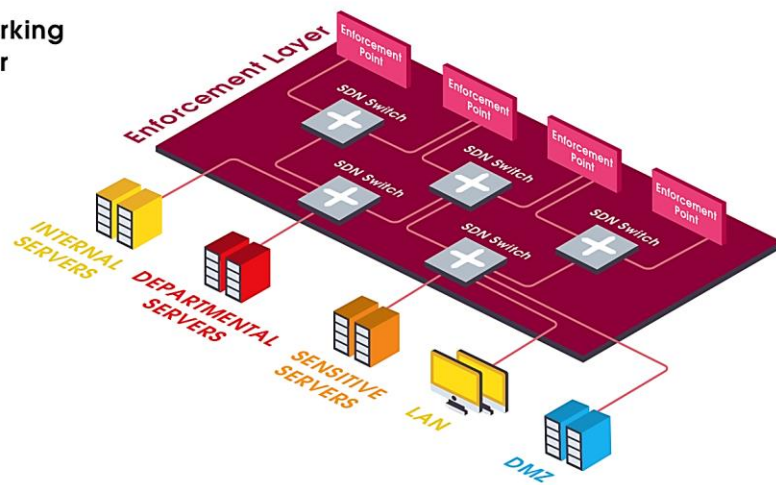 rking
r
Enforcement Layer
Enforcement
Point
Enforcement
Point
Enforcement
Point
Enforcement
Point
SDN Switch
SDN Switch
SDN Switch
SDN Switch
SDN Switch
INTERNAL
SERVERS
DEPARTMENTAL
SERVERS
SENSITIVE
SERVERS
LAN
DMZ